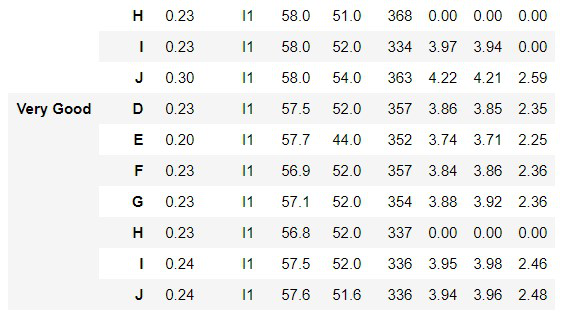 H 0.23 I1 58.0 51.0 368 0.00 0.00 0.00
I 0.23 I1 58.0 52.0 334 3.97 3.94 0.00
J 0.30 I1 58.0 54.0 363 4.22 4.21 2.59
Very Good D 0.23 I1 57.5 52.0 357 3.86 3.85 2.35
E 0.20 I1 57.7 44.0 352 3.74 3.71 2.25
F 0.23 I1 56.9 52.0 357 3.84 3.86 2.36
G 0.23 I1 57.1 52.0 354 3.88 3.92 2.36
H 0.23 I1 56.8 52.0 337 0.00 0.00 0.00
I 0.24 I1 57.5 52.0 336 3.95 3.98 2.46
J 0.24 I1 57.6 51.6 336 3.94 3.96 2.48